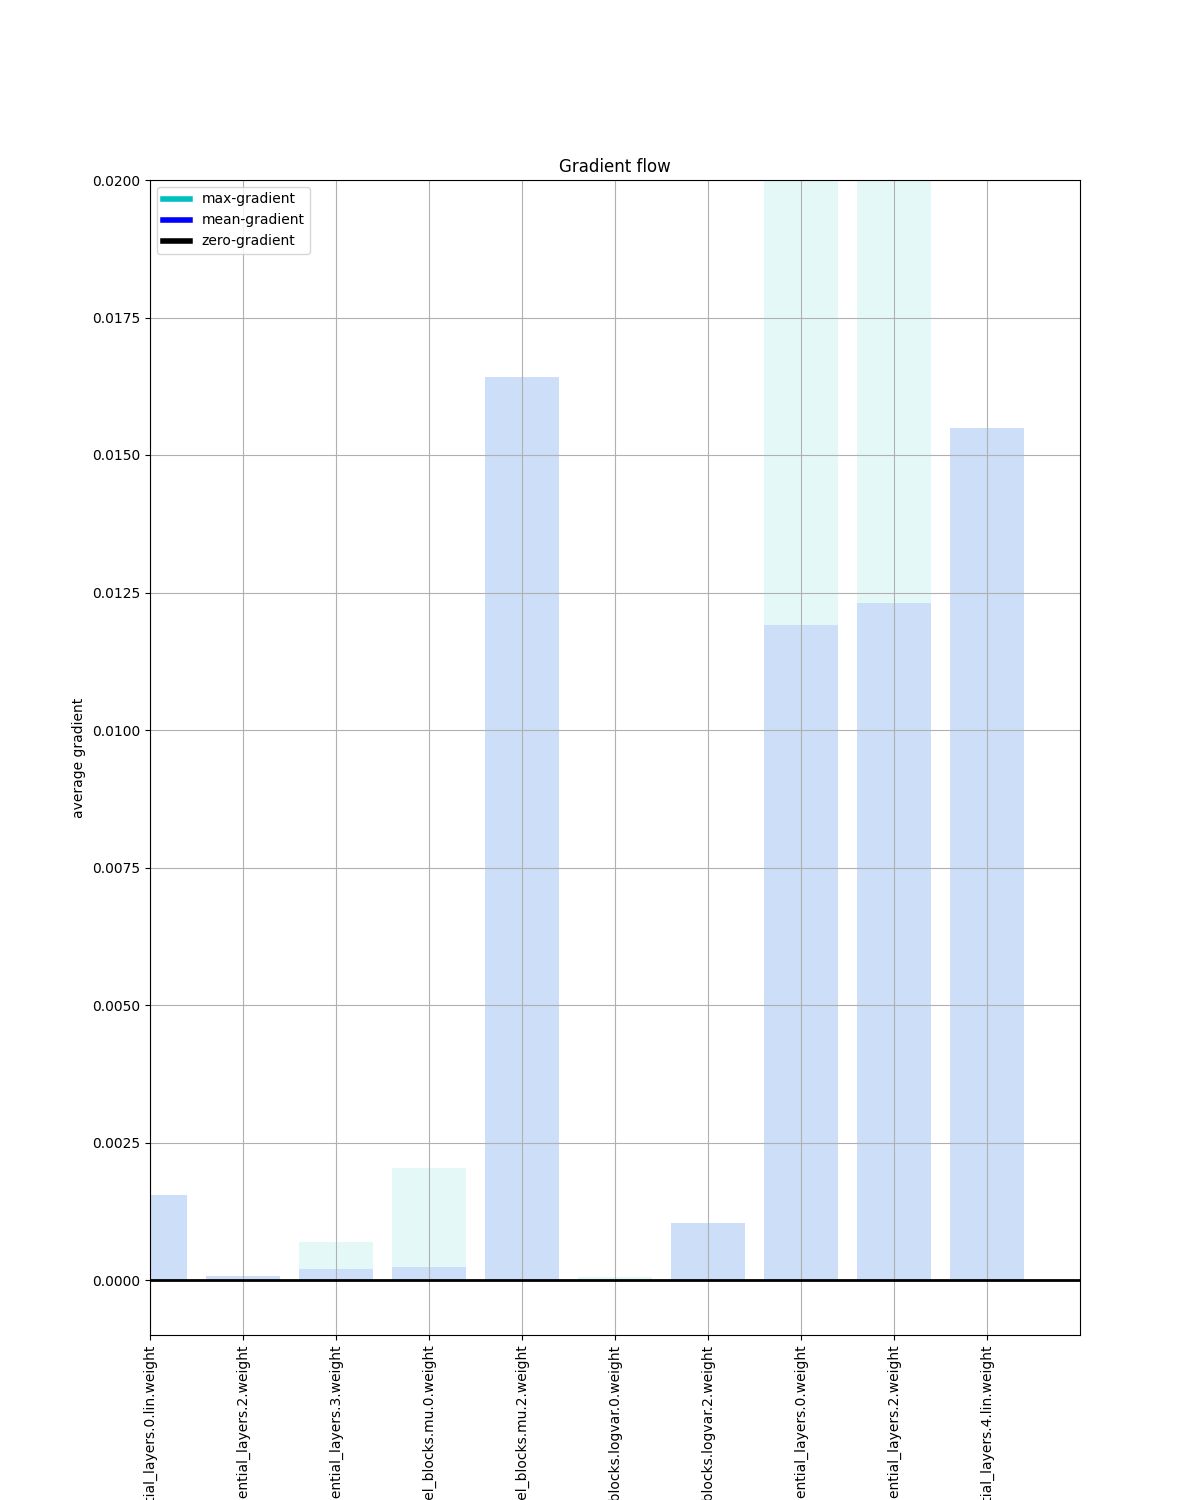 Gradient flow
max-gradient
mean-gradient
zero-gradient
0.0200
0.0175
0.0150
0.0125
0.0100
0.0075
0.0050
0.0025
0.0000
average gradient
tial_layers.0.lin.weight
ential_layers.2.weight
ential_layers.3.weight
el_blocks.mu.0.weight
el_blocks.mu.2.weight
blocks.logvar.0.weight
blocks.logvar.2.weight
ential_layers.0.weight
ential_layers.2.weight
tial_layers.4.lin.weight